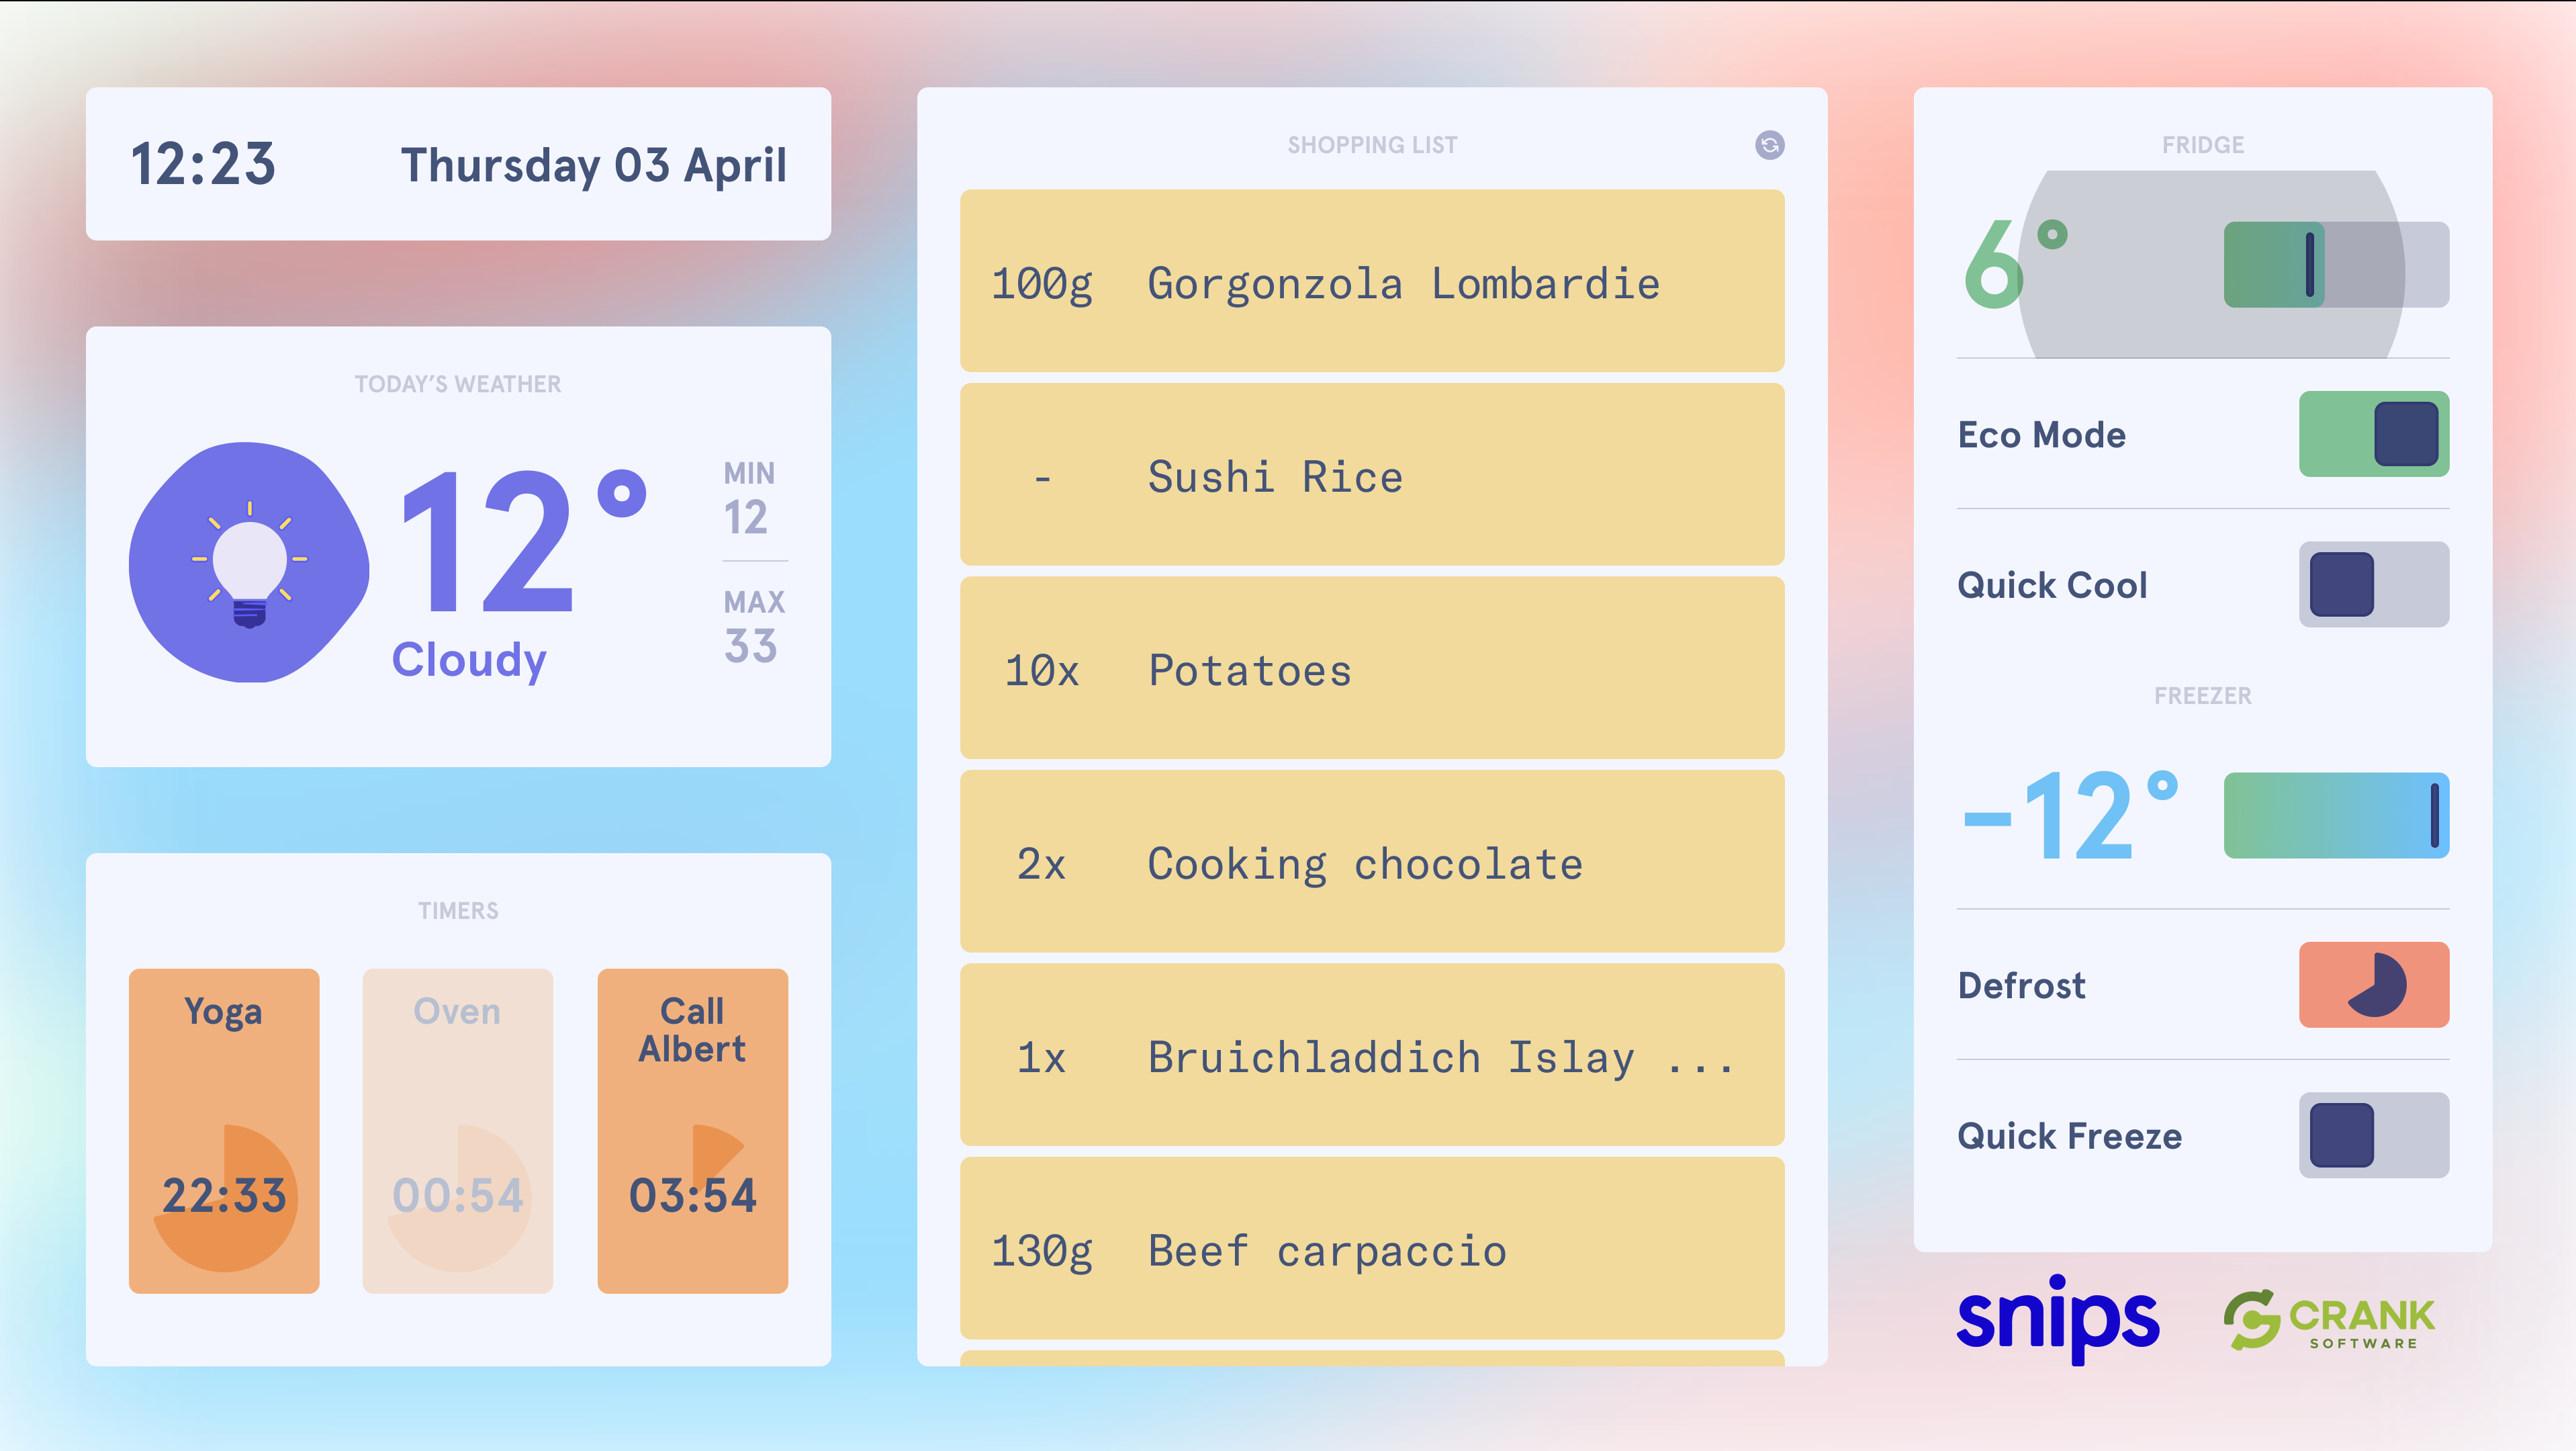 12:23 Thursday 03 April
TODAY’S WEATHER
12°
Cloudy
MIN
12
MAX
33
TIMERS
Yoga
22:33
Oven
00:54
Call
Albert
03:54
SHOPPING LIST
100g Gorgonzola Lombardie
- Sushi Rice
10x Potatoes
2x Cooking chocolate
1x Bruichladdich Islay ...
130g Beef carpaccio
FRIDGE
6°
Eco Mode
Quick Cool
FREEZER
-12°
Defrost
Quick Freeze
snips
CRANK
SOFTWARE